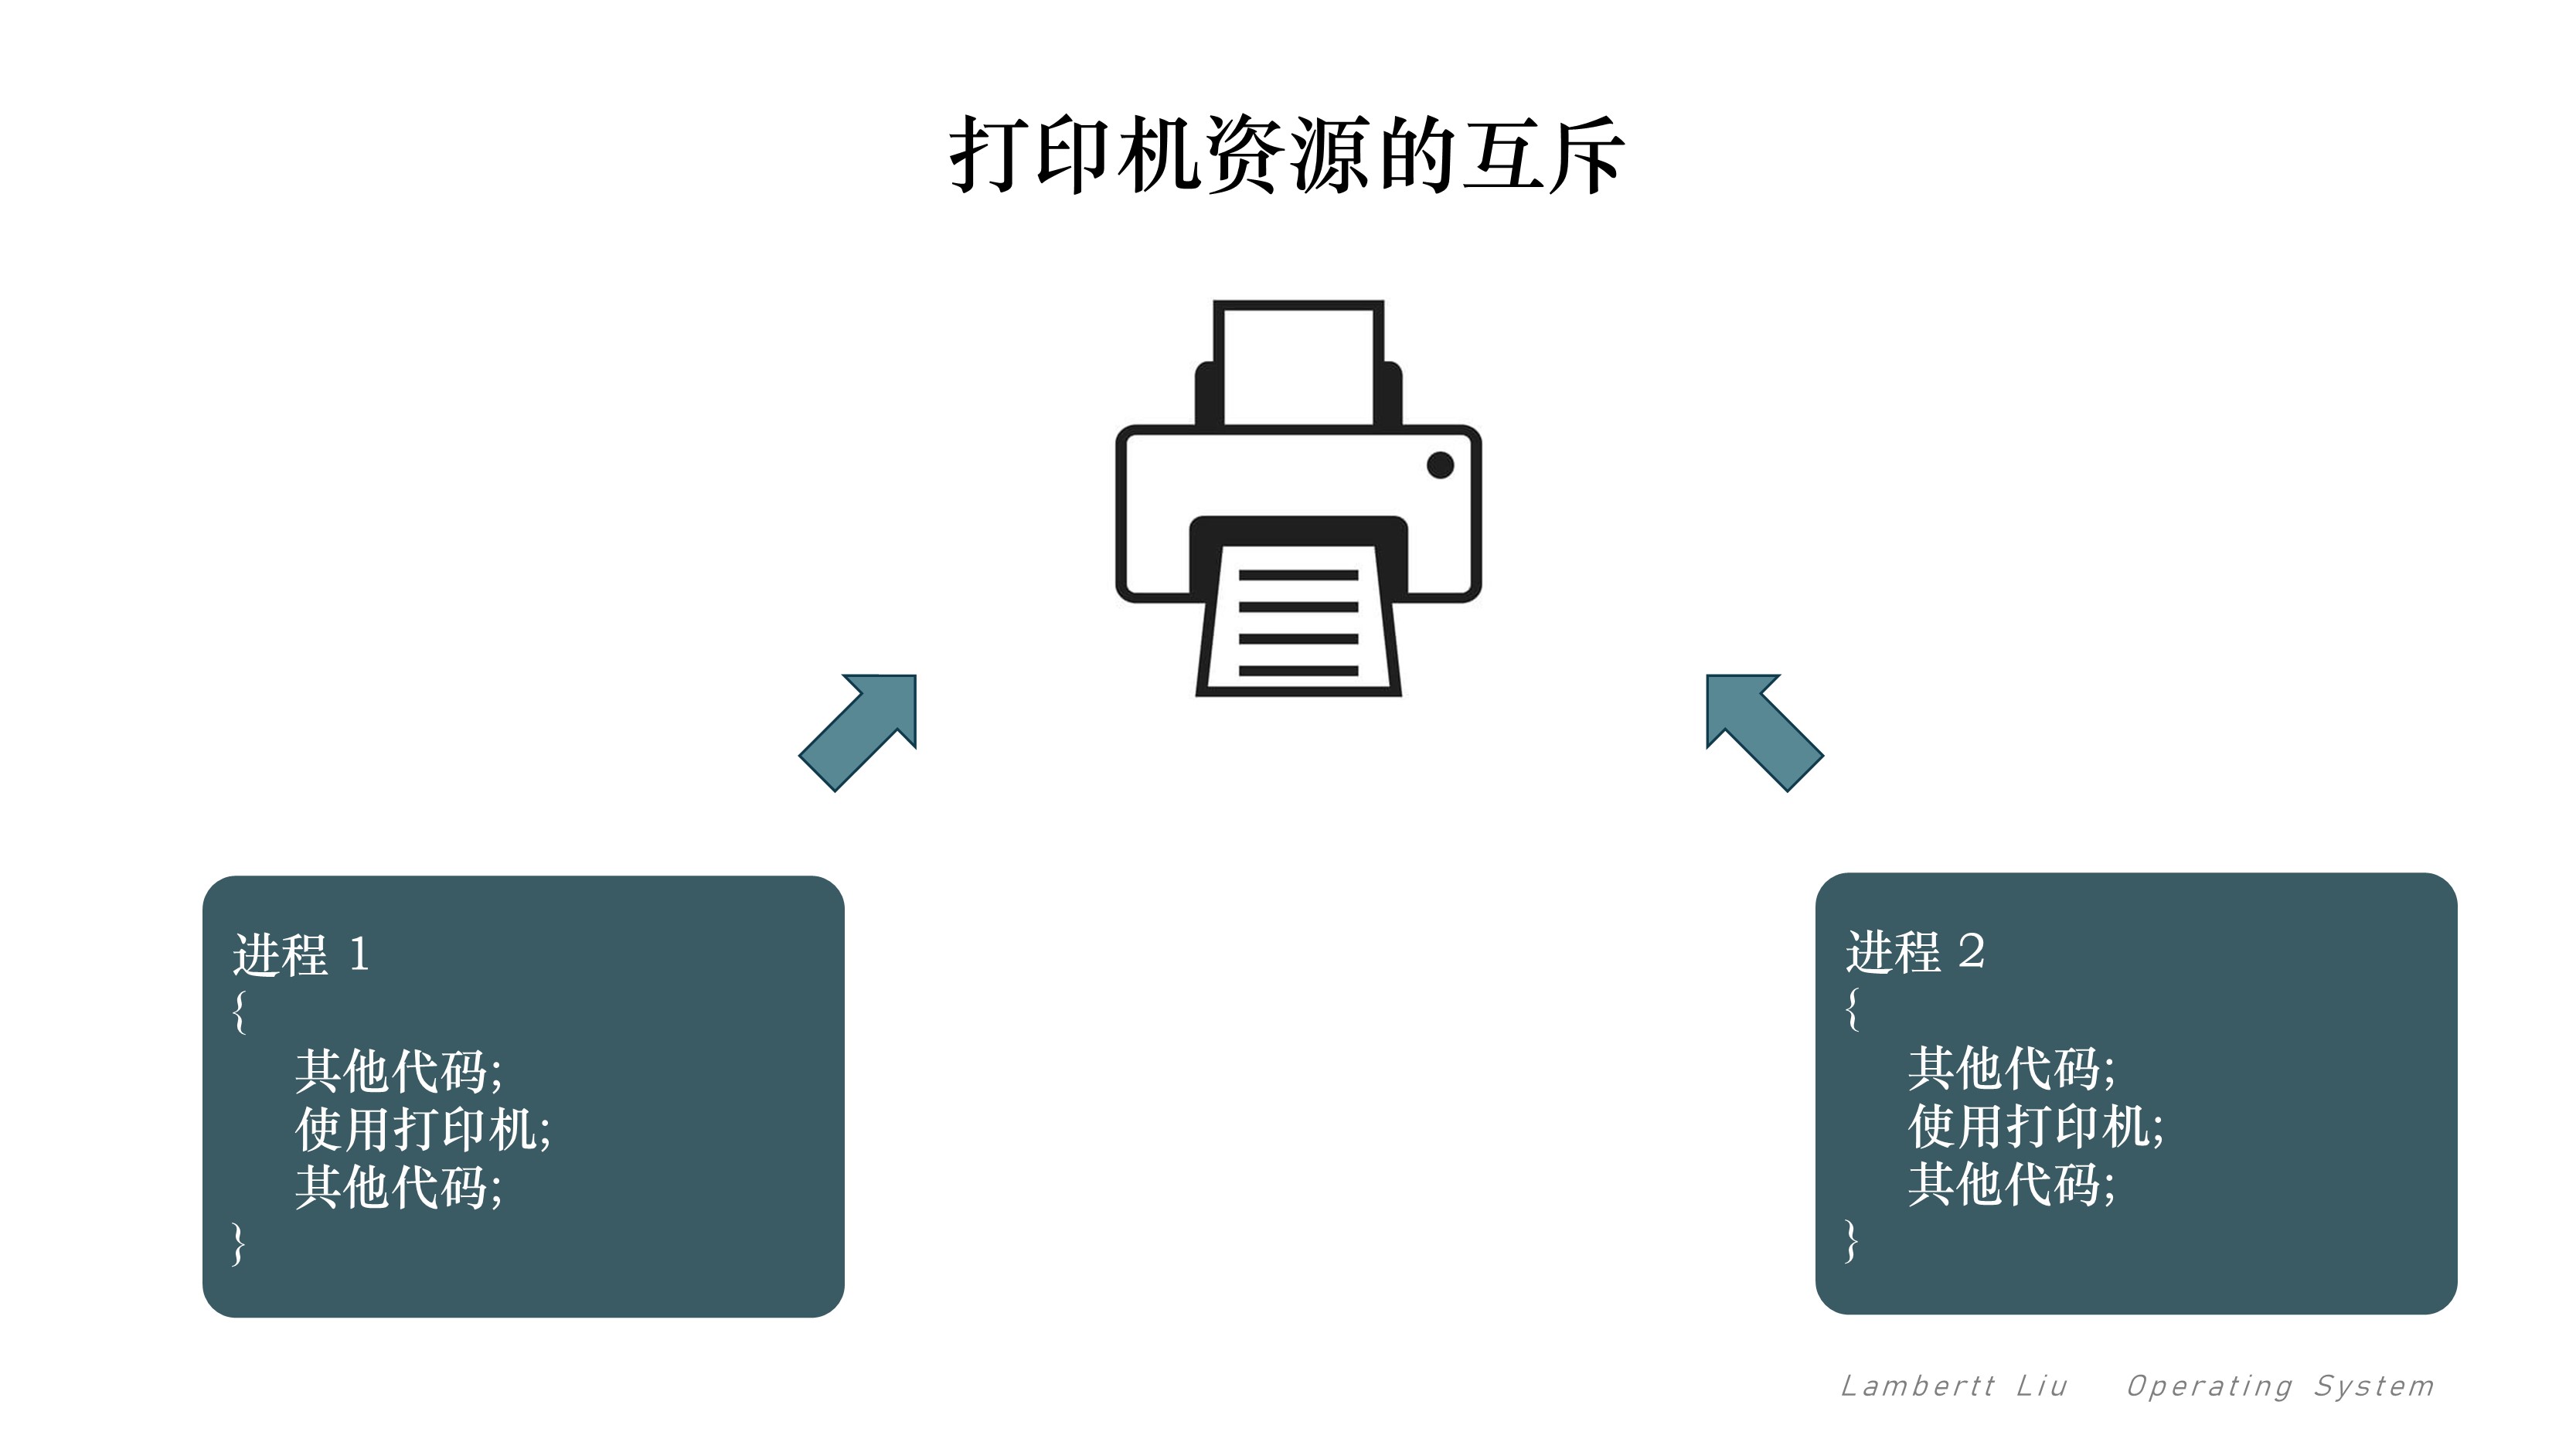 打印机资源的互斥
进程 1
{
其他代码;
使用打印机;
其他代码;
}
进程 2
{
其他代码;
使用打印机;
其他代码;
}
Lambertt Liu Operating System